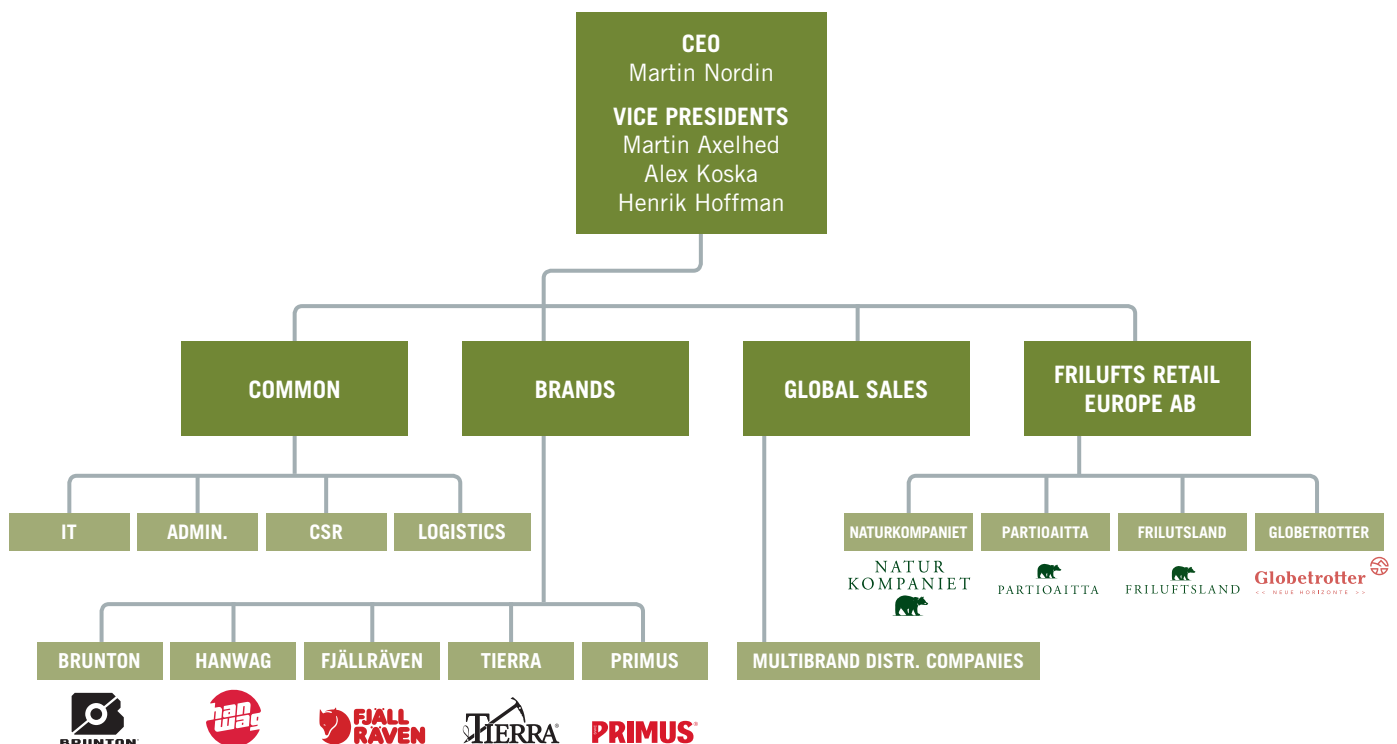 CEO
Martin Nordin
VICE PRESIDENTS
Martin Axelhed
Alex Koska
Henrik Hoffman
COMMON
BRANDS
GLOBAL SALES
FRILUFTS RETAIL
EUROPE AB
IT
ADMIN.
CSR
LOGISTICS
NATURKOMPANIET
PARTIOAITTA
FRILUTSLAND
GLOBETROTTER
NATUR
KOMPANIET
PARTIOAITTA
FRILUFTSLAND
Globetrotter
<< NEUE HORIZONTE >>
BRUNTON
HANWAG
FJÄLLRÄVEN
TIERRA
PRIMUS
MULTIBRAND DISTR. COMPANIES
BRUNTON
han
wag
FJÄLL
RÄVEN
TIERRA®
PRIMUS®